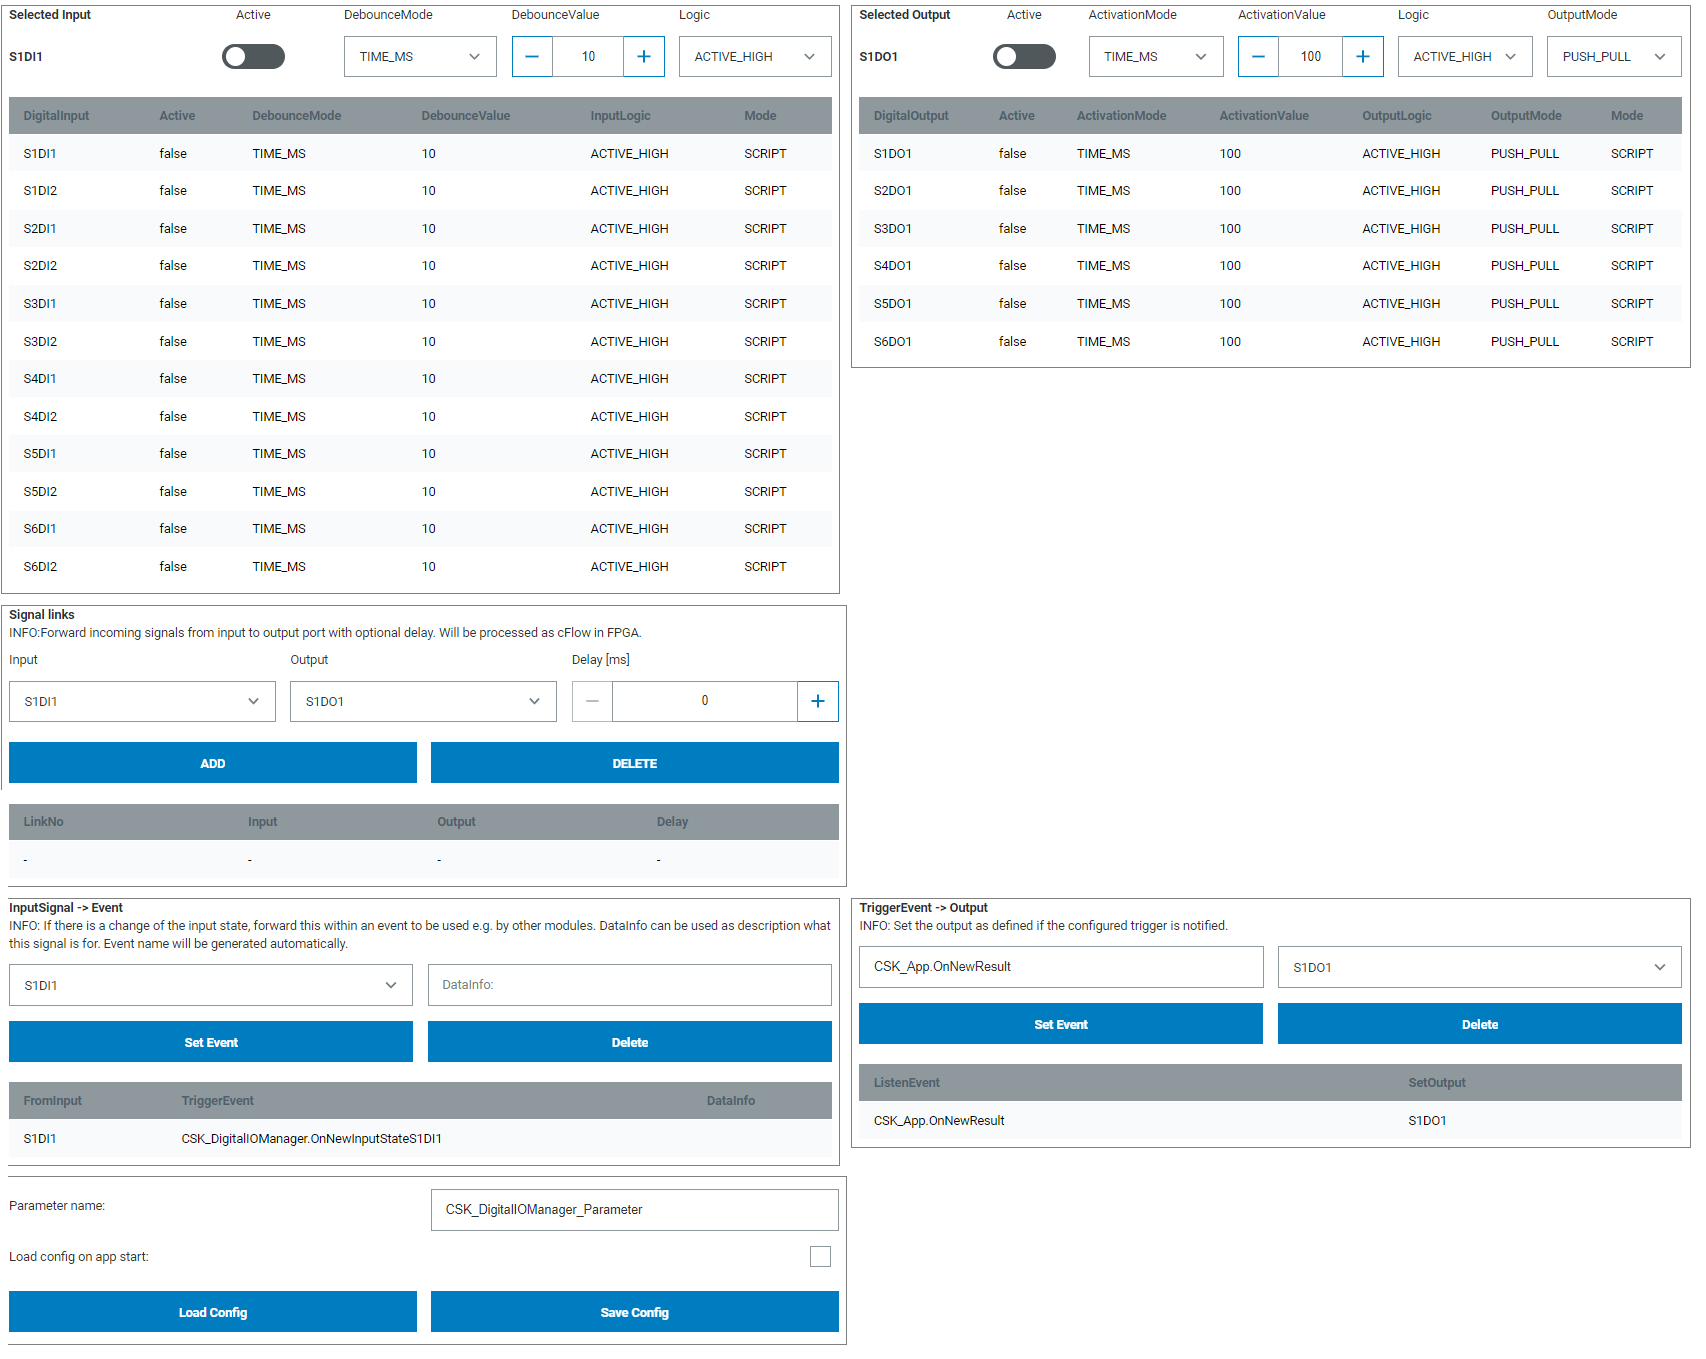 Selected Input Active DebounceMode DebounceValue Logic
S1DI1 TIME_MS 10 ACTIVE_HIGH
DigitalInput Active DebounceMode DebounceValue InputLogic Mode
S1DI1 false TIME_MS 10 ACTIVE_HIGH SCRIPT
S1DI2 false TIME_MS 10 ACTIVE_HIGH SCRIPT
S2DI1 false TIME_MS 10 ACTIVE_HIGH SCRIPT
S2DI2 false TIME_MS 10 ACTIVE_HIGH SCRIPT
S3DI1 false TIME_MS 10 ACTIVE_HIGH SCRIPT
S3DI2 false TIME_MS 10 ACTIVE_HIGH SCRIPT
S4DI1 false TIME_MS 10 ACTIVE_HIGH SCRIPT
S4DI2 false TIME_MS 10 ACTIVE_HIGH SCRIPT
S5DI1 false TIME_MS 10 ACTIVE_HIGH SCRIPT
S5DI2 false TIME_MS 10 ACTIVE_HIGH SCRIPT
S6DI1 false TIME_MS 10 ACTIVE_HIGH SCRIPT
S6DI2 false TIME_MS 10 ACTIVE_HIGH SCRIPT
Selected Output Active ActivationMode ActivationValue Logic OutputMode
S1DO1 TIME_MS 100 ACTIVE_HIGH PUSH_PULL
DigitalOutput Active ActivationMode ActivationValue OutputLogic OutputMode Mode
S1DO1 false TIME_MS 100 ACTIVE_HIGH PUSH_PULL SCRIPT
S2DO1 false TIME_MS 100 ACTIVE_HIGH PUSH_PULL SCRIPT
S3DO1 false TIME_MS 100 ACTIVE_HIGH PUSH_PULL SCRIPT
S4DO1 false TIME_MS 100 ACTIVE_HIGH PUSH_PULL SCRIPT
S5DO1 false TIME_MS 100 ACTIVE_HIGH PUSH_PULL SCRIPT
S6DO1 false TIME_MS 100 ACTIVE_HIGH PUSH_PULL SCRIPT
Signal links
INFO:Forward incoming signals from input to output port with optional delay. Will be processed as cFlow in FPGA.
Input Output Delay [ms]
S1DI1 S1DO1 0
ADD DELETE
LinkNo Input Output Delay
- - - -
InputSignal -> Event
INFO: If there is a change of the input state, forward this within an event to be used e.g. by other modules. DataInfo can be used as description what
this signal is for. Event name will be generated automatically.
S1DI1 DataInfo:
Set Event Delete
FromInput TriggerEvent DataInfo
S1DI1 CSK_DigitalIOManager.OnNewInputStateS1DI1
TriggerEvent -> Output
INFO: Set the output as defined if the configured trigger is notified.
CSK_App.OnNewResult S1DO1
Set Event Delete
ListenEvent SetOutput
CSK_App.OnNewResult S1DO1
Parameter name: CSK_DigitalIOManager_Parameter
Load config on app start:
Load Config Save Config